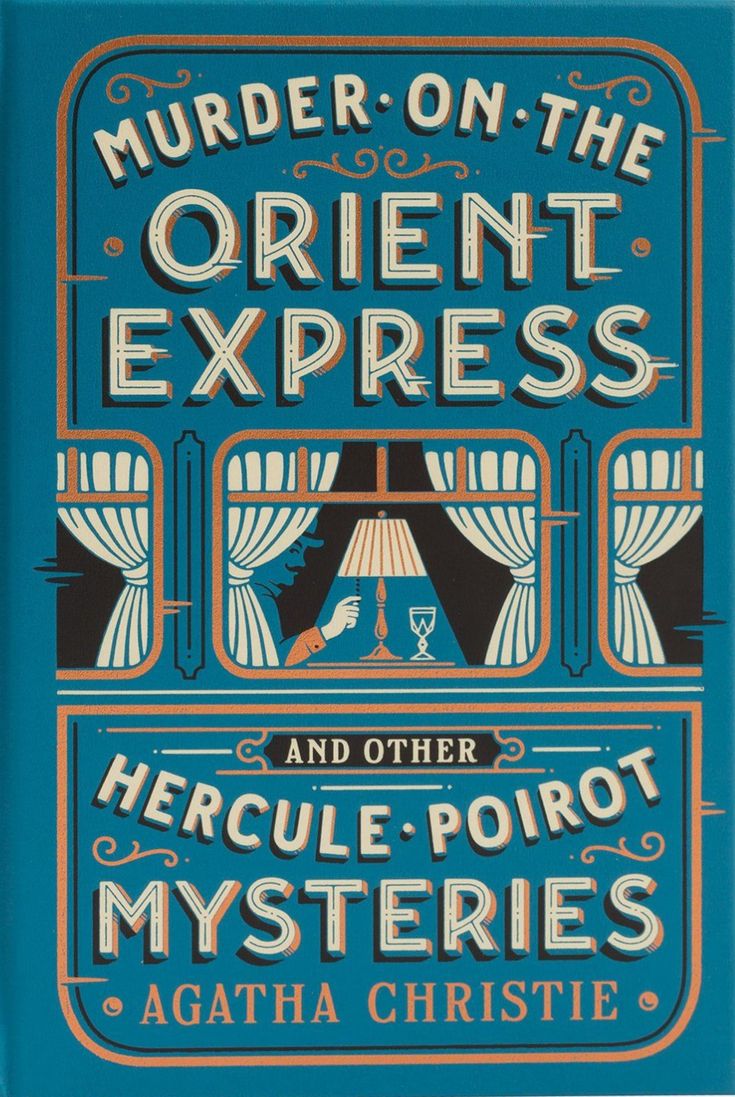 MURDER·ON·THE
ORIENT
EXPRESS
AND OTHER
HERCULE·POIROT
MYSTERIES
AGATHA CHRISTIE